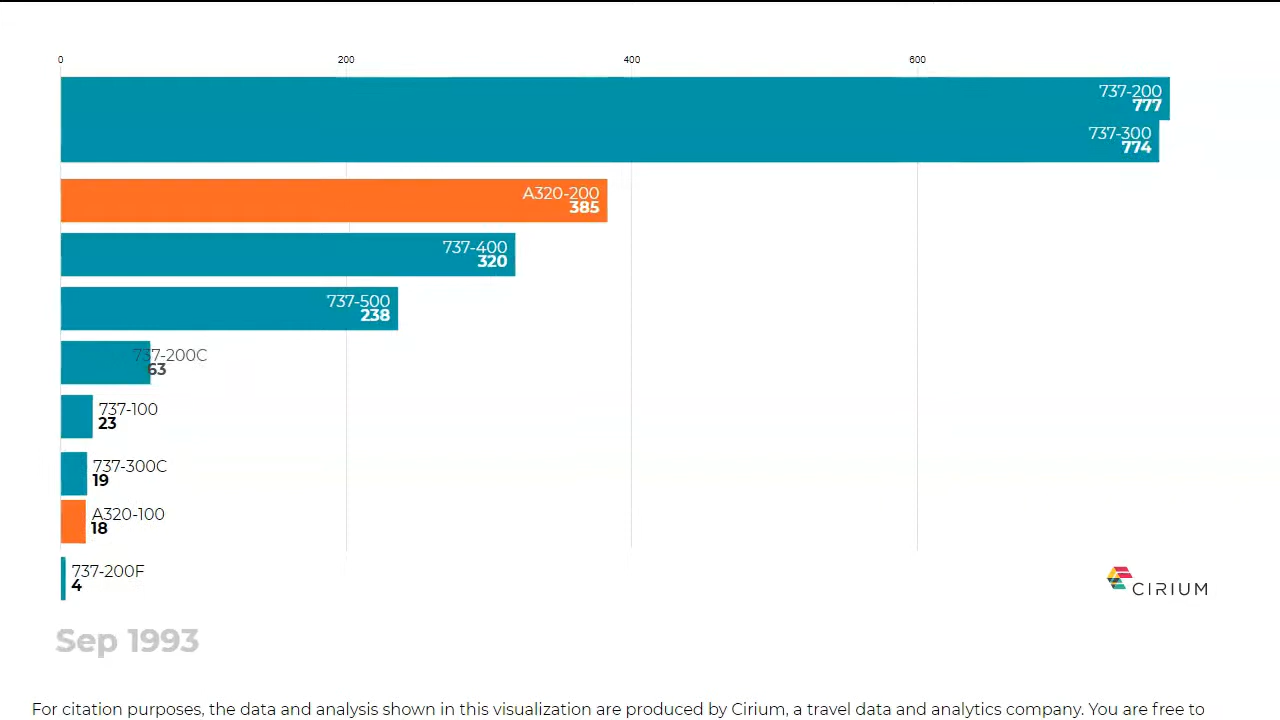 0 200 400 600
737-200
777
737-300
774
A320-200
385
737-400
320
737-500
238
737-200C
63
737-100
23
737-300C
19
A320-100
18
737-200F
4
CIRIUM
Sep 1993
For citation purposes, the data and analysis shown in this visualization are produced by Cirium, a travel data and analytics company. You are free to